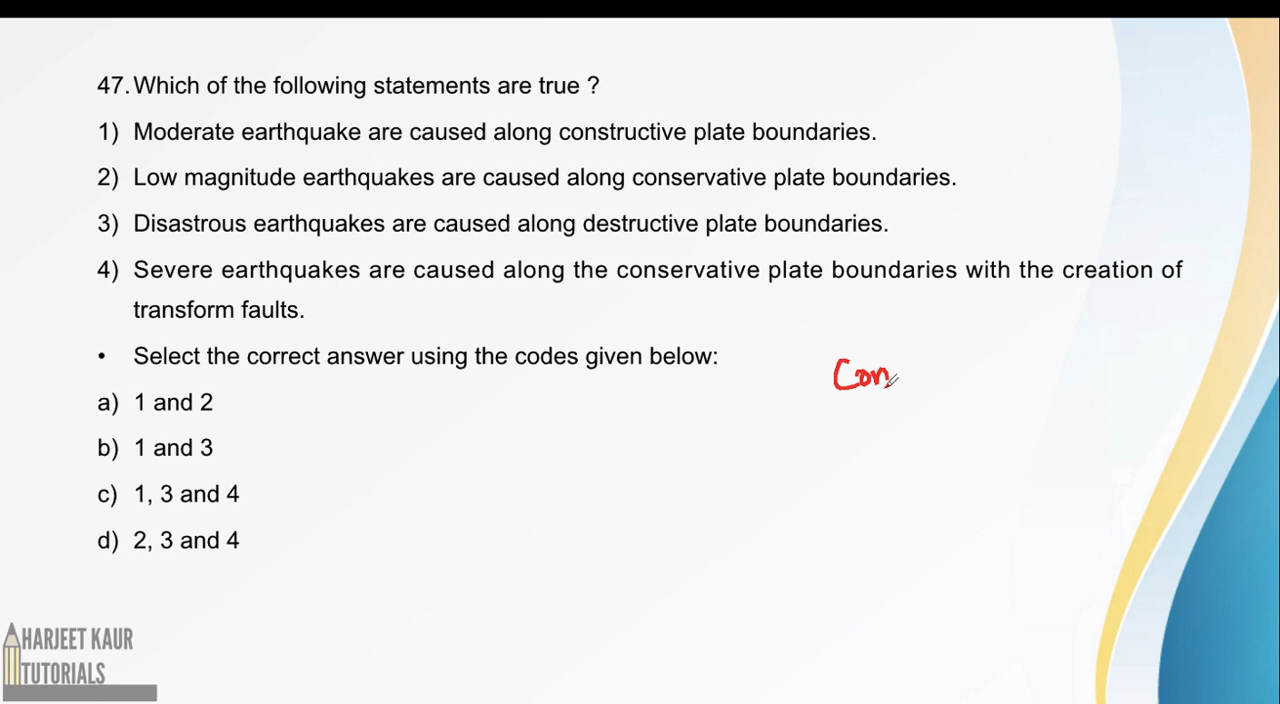 47. Which of the following statements are true ?
1) Moderate earthquake are caused along constructive plate boundaries.
2) Low magnitude earthquakes are caused along conservative plate boundaries.
3) Disastrous earthquakes are caused along destructive plate boundaries.
4) Severe earthquakes are caused along the conservative plate boundaries with the creation of
transform faults.
• Select the correct answer using the codes given below:
Con
a) 1 and 2
b) 1 and 3
c) 1, 3 and 4
d) 2, 3 and 4
HARJEET KAUR
TUTORIALS